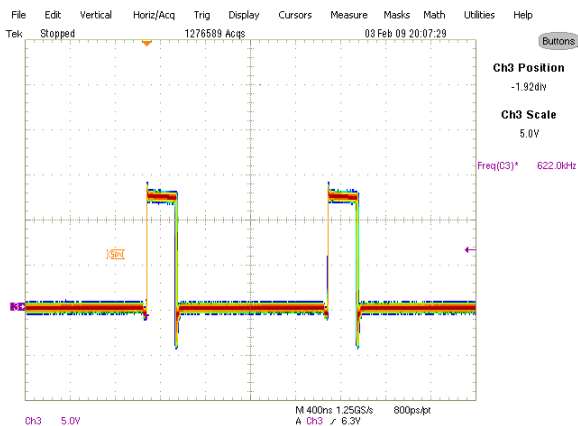 File Edit Vertical Horiz/Acq Trig Display Cursors Measure Masks Math Utilities Help
Tek Stopped 1276589 Acqs 03 Feb 09 20:07:29
Buttons
Ch3 Position
-1.92div
Ch3 Scale
5.0V
Freq(C3)* 622.0kHz
3
Ch3 5.0V
M 400ns 1.25GS/s 800ps/pt
A Ch3 / 6.3V